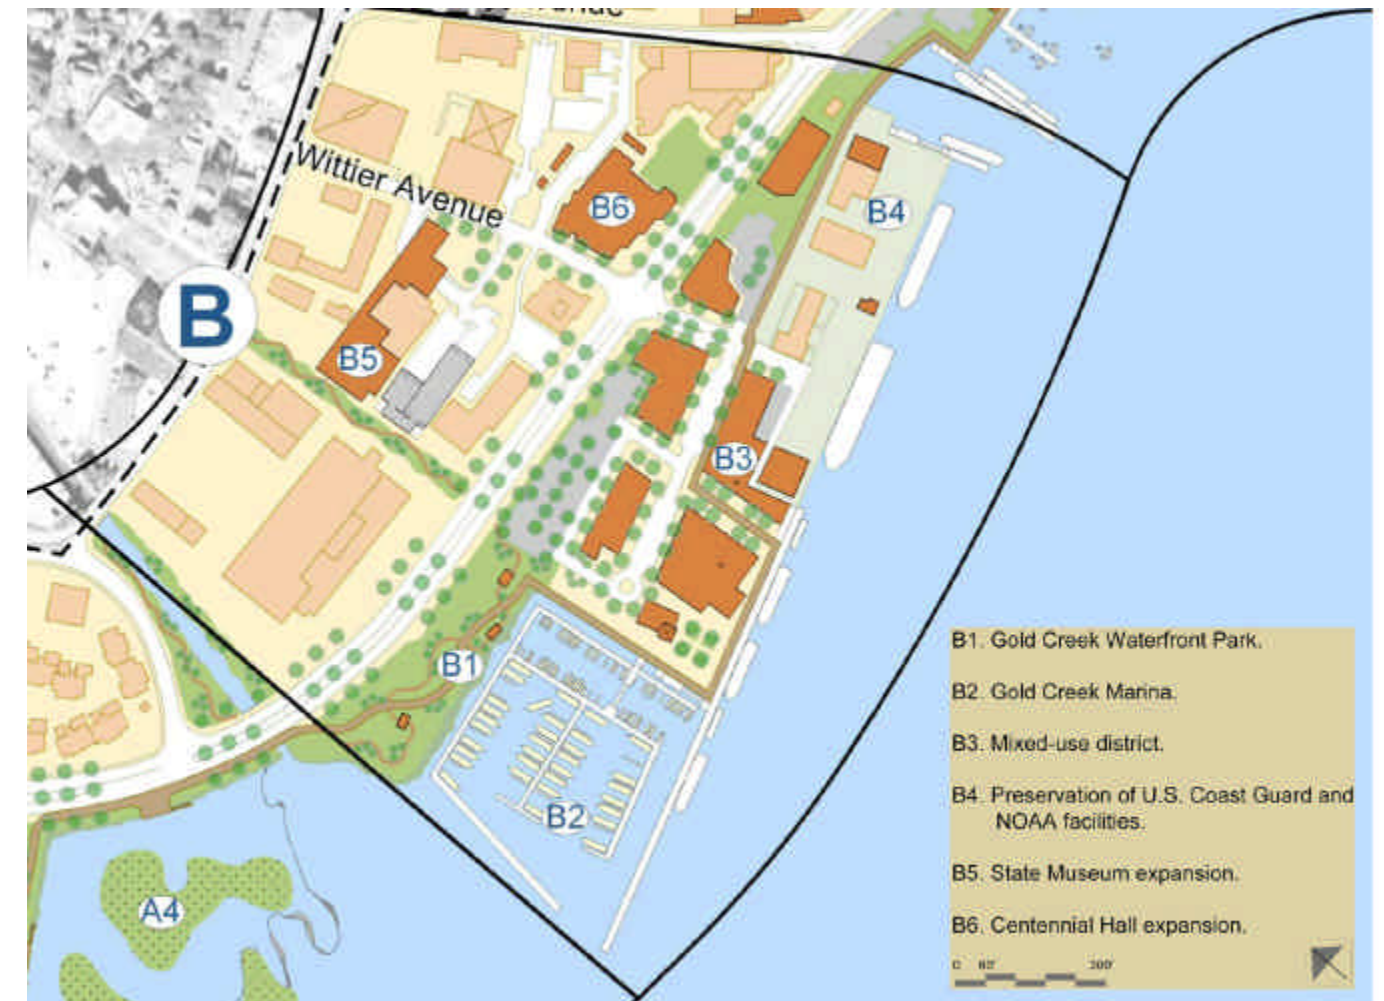 Wittier Avenue
B6
B4
B
B5
B3
B1
B2
A4
B1. Gold Creek Waterfront Park.
B2. Gold Creek Marina.
B3. Mixed-use district.
B4. Preservation of U.S. Coast Guard and
NOAA facilities.
B5. State Museum expansion.
B6. Centennial Hall expansion.